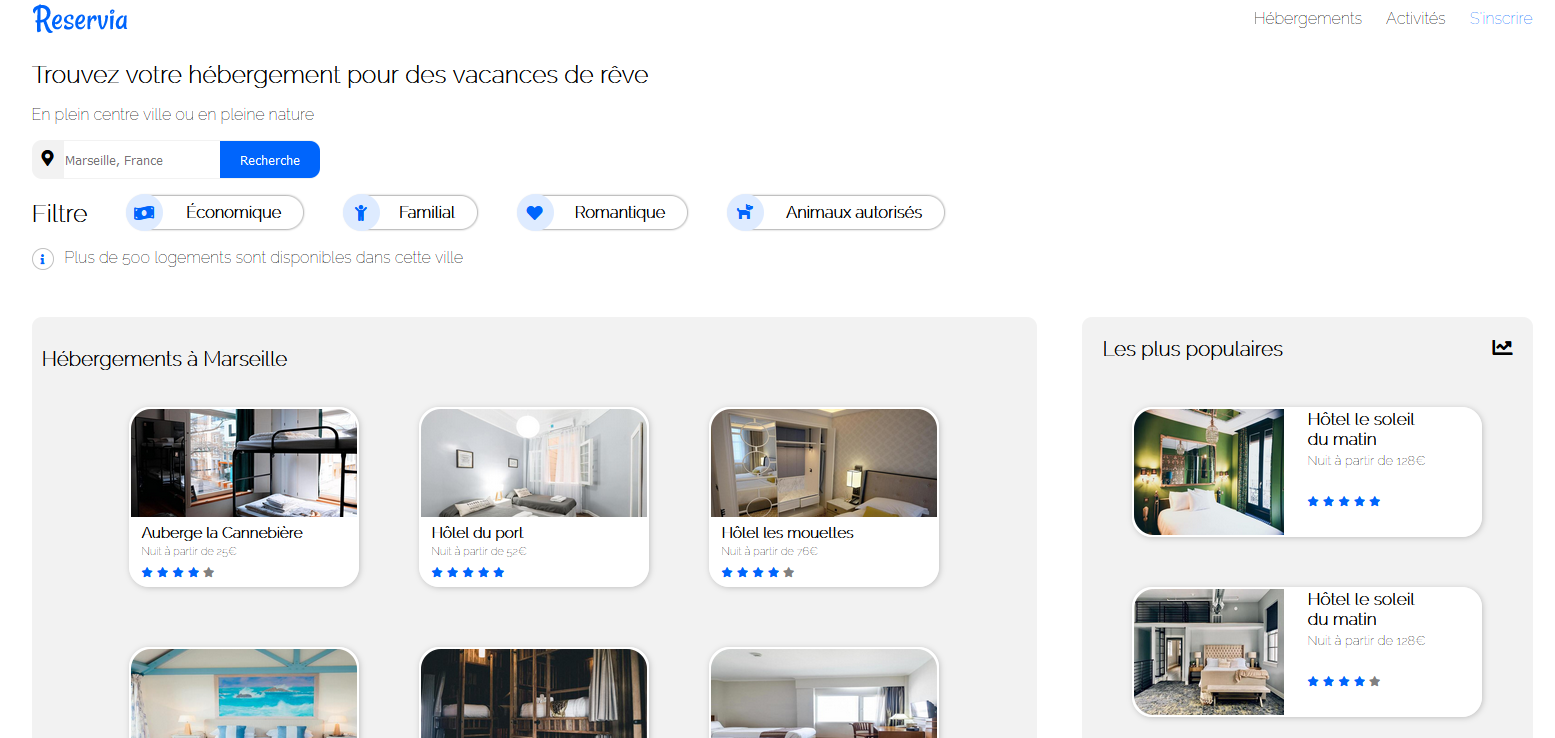 Reservia
Hébergements Activités S'inscrire
Trouvez votre hébergement pour des vacances de rêve
En plein centre ville ou en pleine nature
Marseille, France Recherche
Filtre Économique Familial Romantique Animaux autorisés
Plus de 500 logements sont disponibles dans cette ville
Hébergements à Marseille
Auberge la Cannebière
Nuit à partir de 25€
Hôtel du port
Nuit à partir de 52€
Hôtel les mouettes
Nuit à partir de 76€
Les plus populaires
Hôtel le soleil
du matin
Nuit à partir de 128€
Hôtel le soleil
du matin
Nuit à partir de 128€